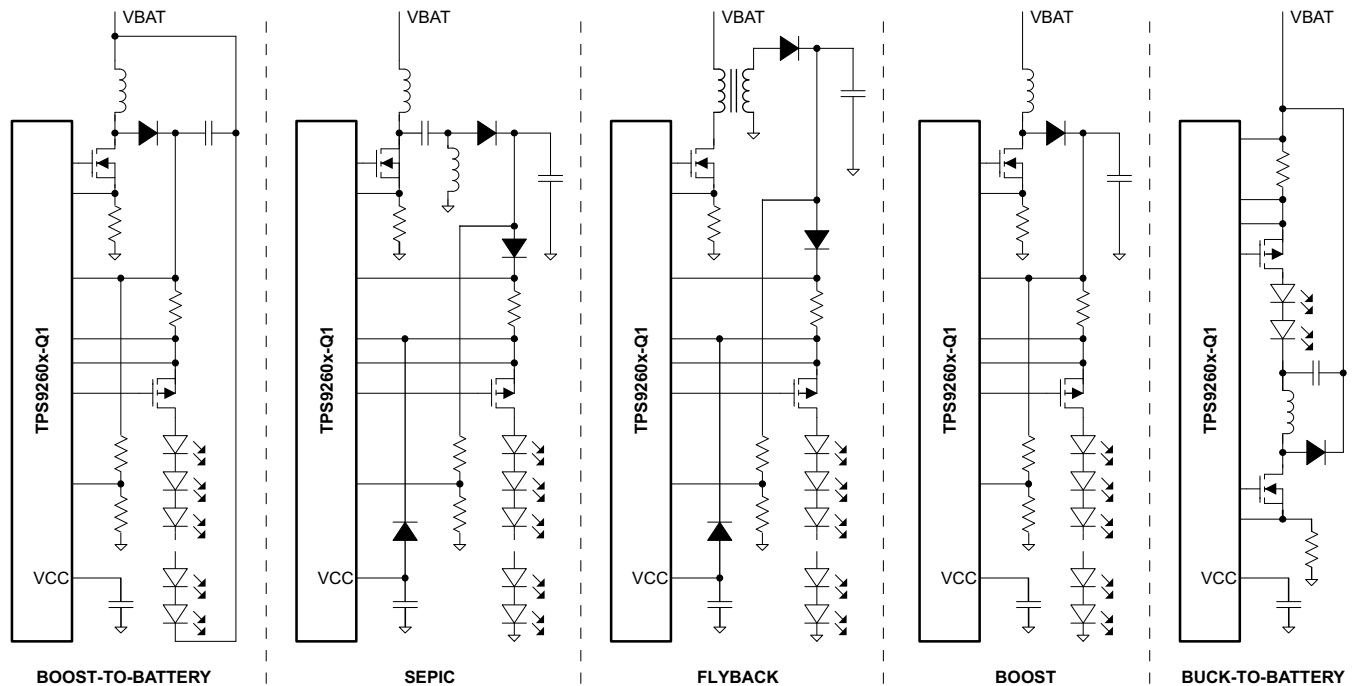 VBAT
TPS9260x-Q1
VCC
BOOST-TO-BATTERY
VBAT
TPS9260x-Q1
VCC
SEPIC
VBAT
TPS9260x-Q1
VCC
FLYBACK
VBAT
TPS9260x-Q1
VCC
BOOST
VBAT
TPS9260x-Q1
VCC
BUCK-TO-BATTERY